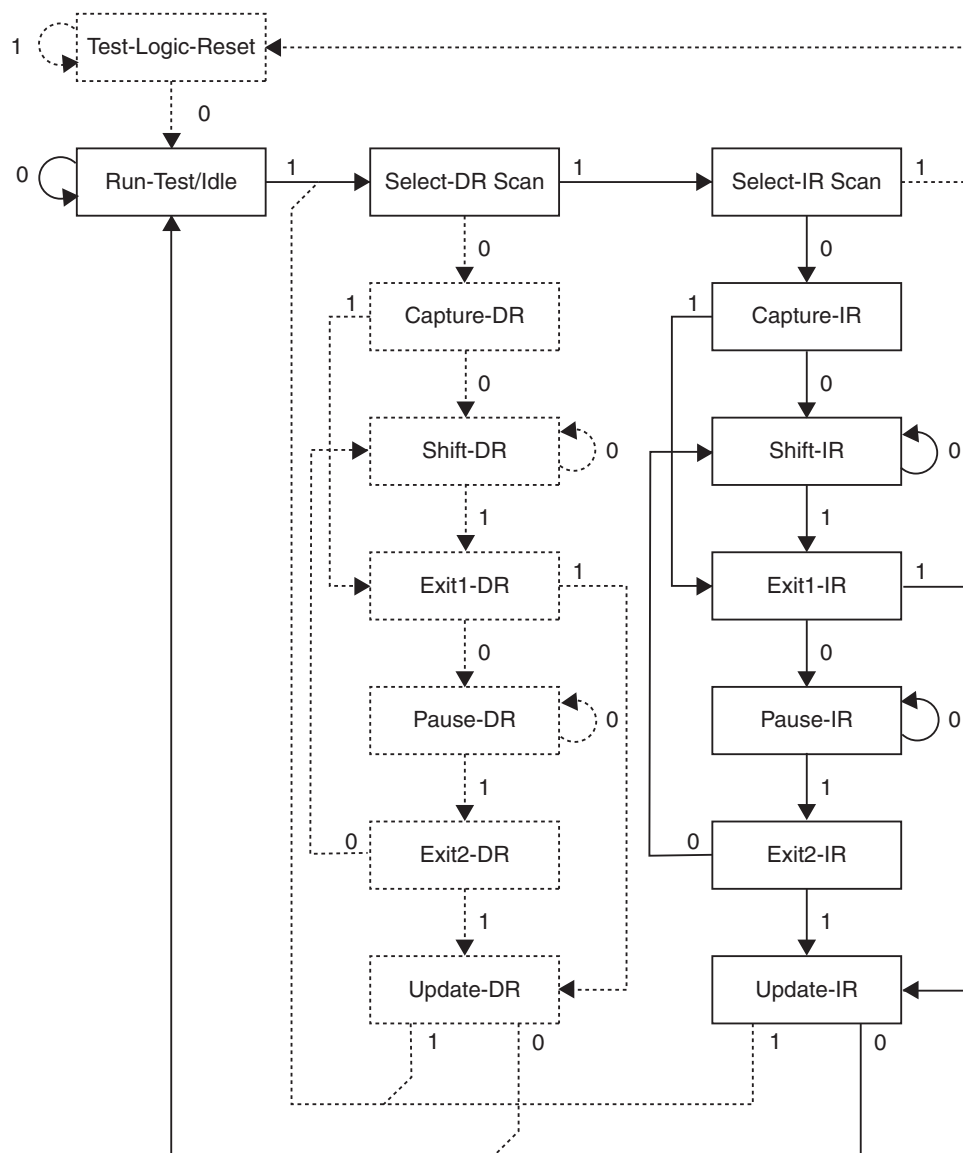 1 Test-Logic-Reset
0
0 Run-Test/Idle 1 Select-DR Scan 1 Select-IR Scan 1
0 0
1 Capture-DR 1 Capture-IR
0 0
Shift-DR 0 Shift-IR 0
1 1
Exit1-DR 1 Exit1-IR 1
0 0
Pause-DR 0 Pause-IR 0
1 1
0 Exit2-DR 0 Exit2-IR
1 1
Update-DR Update-IR
1 0 1 0